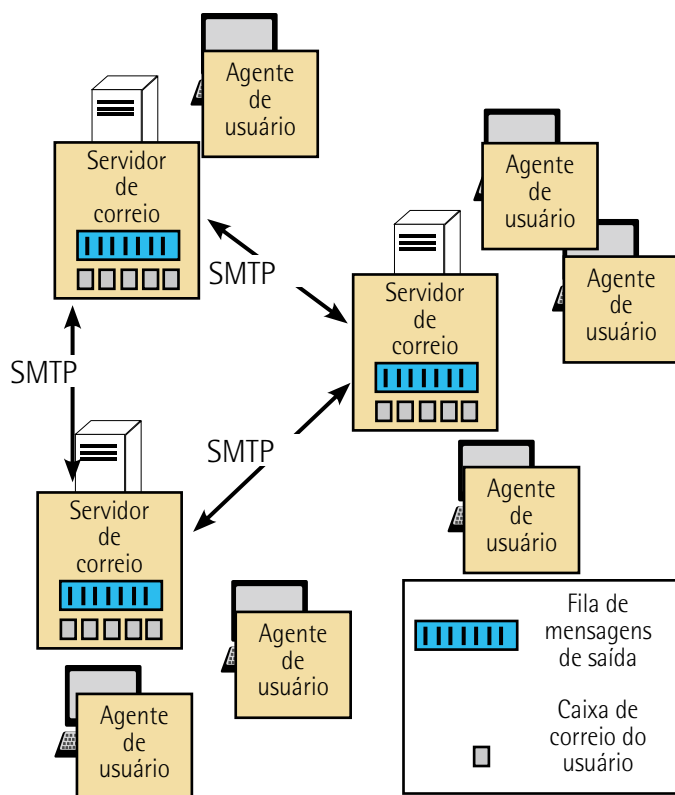 Agente
de
usuário
Servidor
de
correio
SMTP
Agente
de
usuário
Agente
de
usuário
Servidor
de
correio
SMTP
SMTP
Agente
de
usuário
Servidor
de
correio
Agente
de
usuário
Agente
de
usuário
Fila de
mensagens
de saída
Caixa de
correio do
usuário